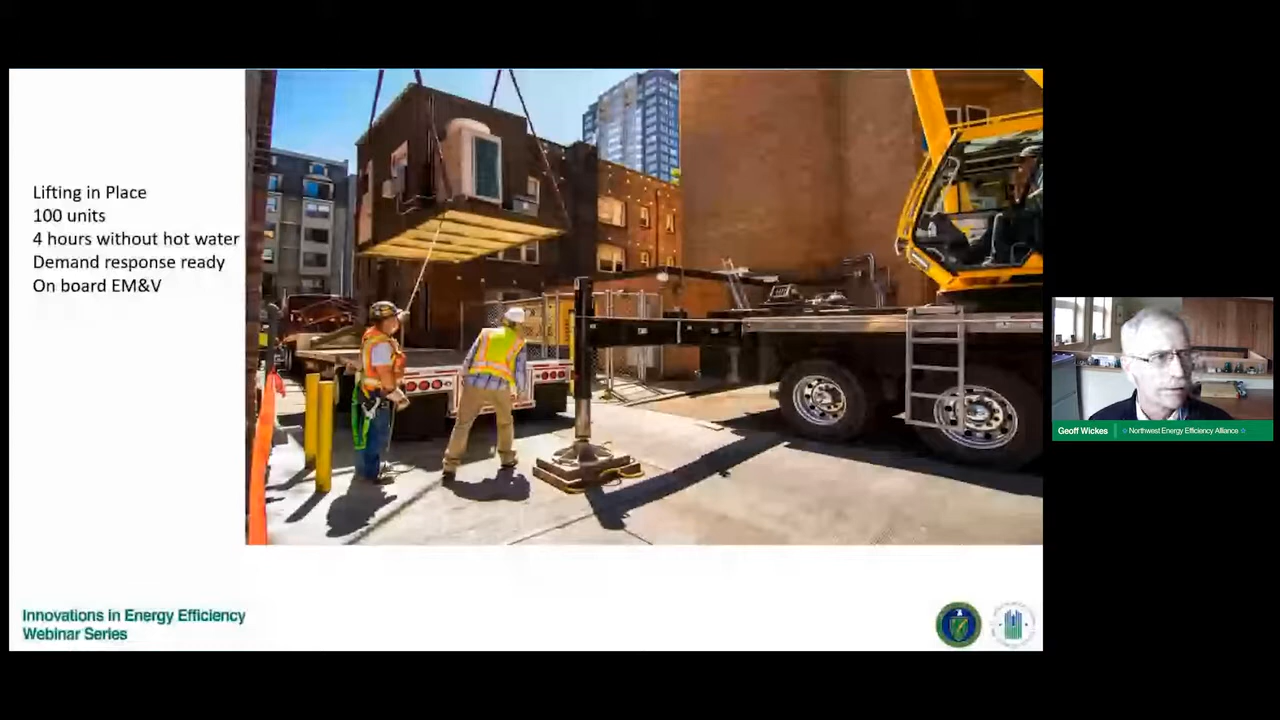 Lifting in Place
100 units
4 hours without hot water
Demand response ready
On board EM&V
Innovations in Energy Efficiency
Webinar Series
Geoff Wickes
Northwest Energy Efficiency Alliance